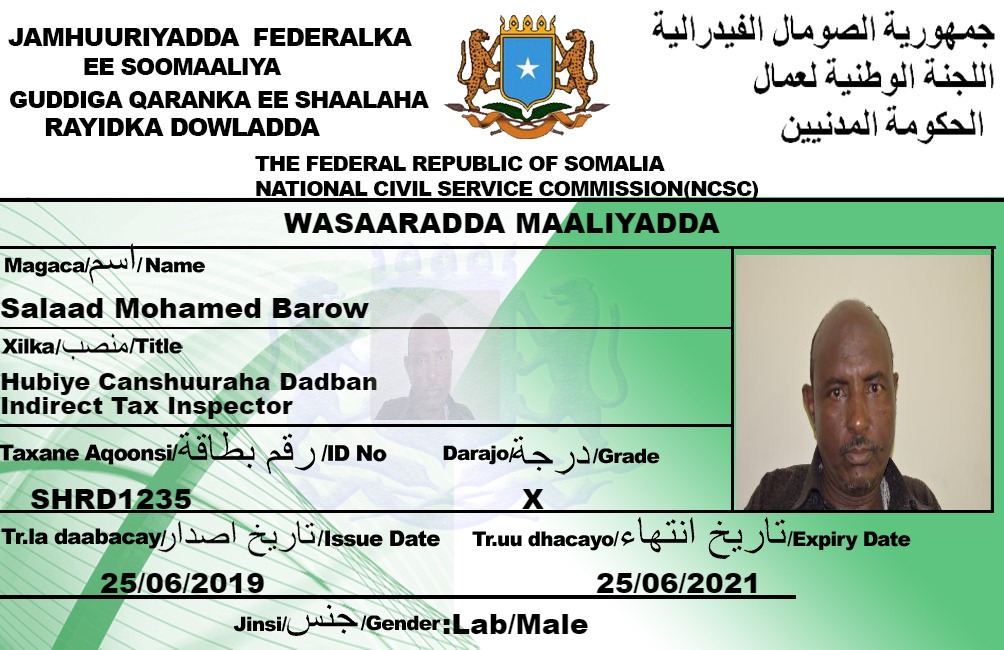 JAMHUURIYADDA FEDERALKA
EE SOOMAALIYA
GUDDIGA QARANKA EE SHAALAHA
RAYIDKA DOWLADDA
جمهورية الصومال الفيدرالية
اللجنة الوطنية لعمال
الحكومة المدنيين
THE FEDERAL REPUBLIC OF SOMALIA
NATIONAL CIVIL SERVICE COMMISSION(NCSC)
WASAARADDA MAALIYADDA
Magaca/اسم/Name
Salaad Mohamed Barow
Xilka/منصب/Title
Hubiye Canshuuraha Dadban
Indirect Tax Inspector
Taxane Aqoonsi/رقم بطاقة/ID No Darajo/درجة/Grade
SHRD1235 X
Tr.la daabacay/تاريخ اصدار/Issue Date Tr.uu dhacayo/تاريخ انتهاء/Expiry Date
25/06/2019 25/06/2021
Jinsi/جنس/Gender:Lab/Male